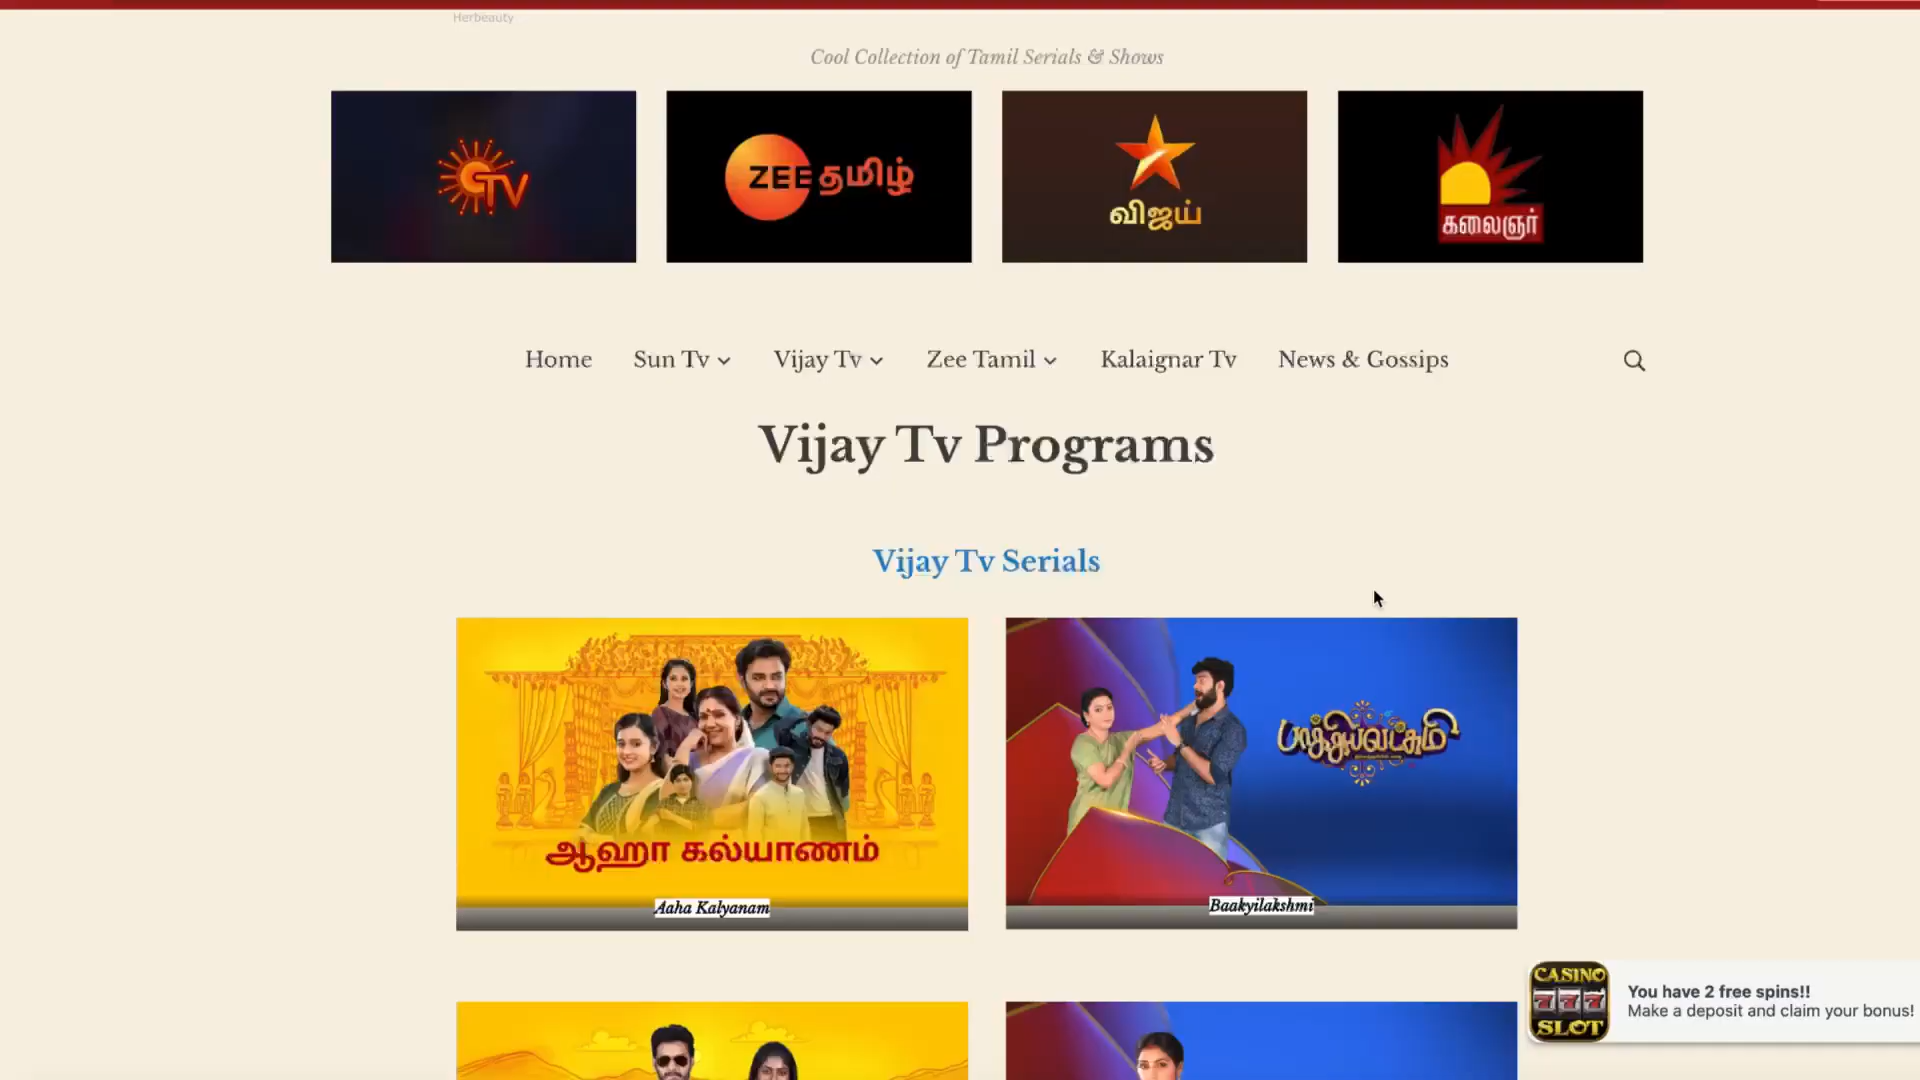 Herbeauty
Cool Collection of Tamil Serials & Shows
TV
ZEE தமிழ்
விஜய்
கலைஞர்
Home
Sun Tv
Vijay Tv
Zee Tamil
Kalaignar Tv
News & Gossips
Vijay Tv Programs
Vijay Tv Serials
ஆஹா கல்யாணம்
Aaha Kalyanam
பாக்கியலட்சுமி
Baakyilakshmi
CASINO
777
SLOT
You have 2 free spins!!
Make a deposit and claim your bonus!